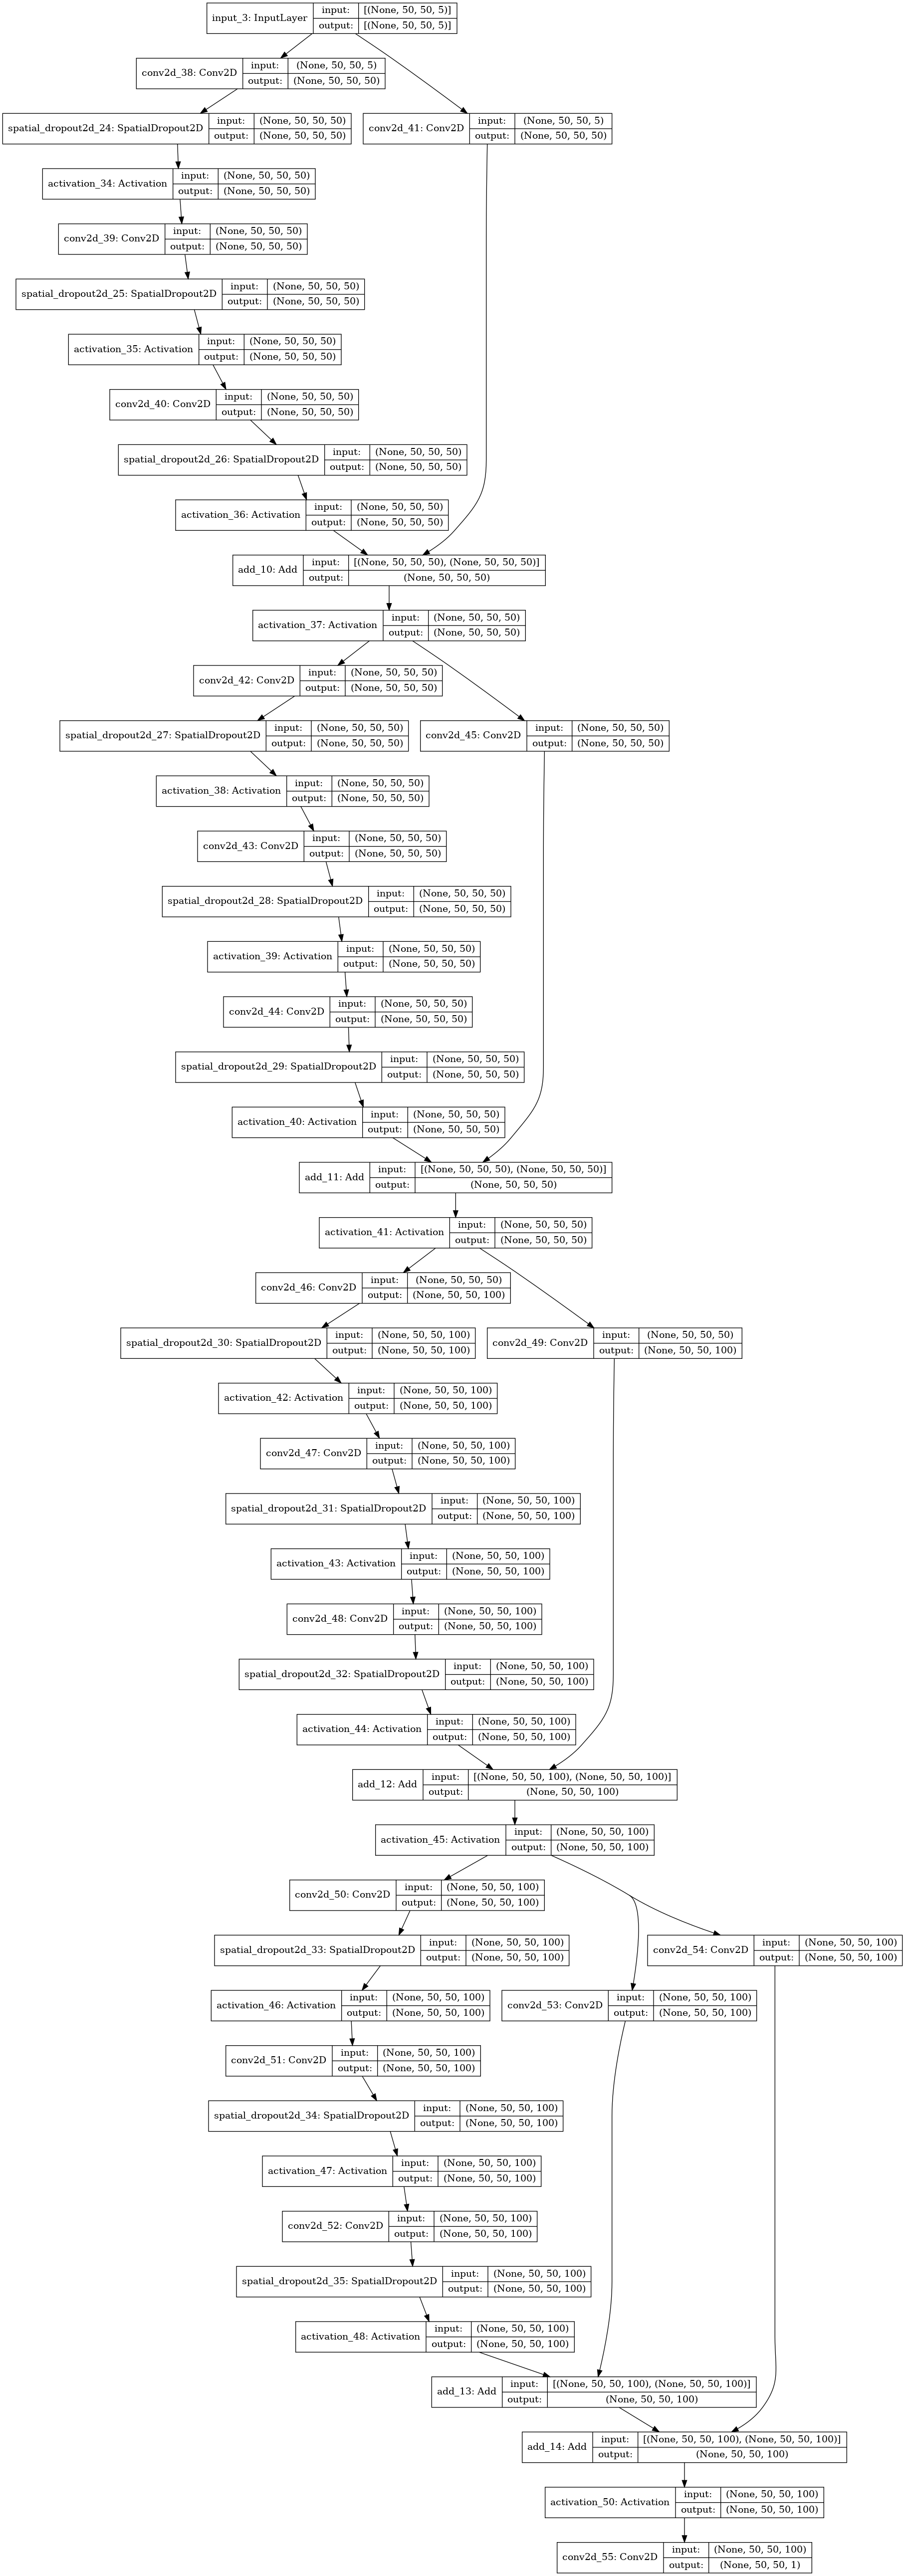 input_3: InputLayer input: [(None, 50, 50, 5)]
output: [(None, 50, 50, 5)]
conv2d_38: Conv2D input: (None, 50, 50, 5)
output: (None, 50, 50, 50)
spatial_dropout2d_24: SpatialDropout2D input: (None, 50, 50, 50)
output: (None, 50, 50, 50)
conv2d_41: Conv2D input: (None, 50, 50, 5)
output: (None, 50, 50, 50)
activation_34: Activation input: (None, 50, 50, 50)
output: (None, 50, 50, 50)
conv2d_39: Conv2D input: (None, 50, 50, 50)
output: (None, 50, 50, 50)
spatial_dropout2d_25: SpatialDropout2D input: (None, 50, 50, 50)
output: (None, 50, 50, 50)
activation_35: Activation input: (None, 50, 50, 50)
output: (None, 50, 50, 50)
conv2d_40: Conv2D input: (None, 50, 50, 50)
output: (None, 50, 50, 50)
spatial_dropout2d_26: SpatialDropout2D input: (None, 50, 50, 50)
output: (None, 50, 50, 50)
activation_36: Activation input: (None, 50, 50, 50)
output: (None, 50, 50, 50)
add_10: Add input: [(None, 50, 50, 50), (None, 50, 50, 50)]
output: (None, 50, 50, 50)
activation_37: Activation input: (None, 50, 50, 50)
output: (None, 50, 50, 50)
conv2d_42: Conv2D input: (None, 50, 50, 50)
output: (None, 50, 50, 50)
spatial_dropout2d_27: SpatialDropout2D input: (None, 50, 50, 50)
output: (None, 50, 50, 50)
conv2d_45: Conv2D input: (None, 50, 50, 50)
output: (None, 50, 50, 50)
activation_38: Activation input: (None, 50, 50, 50)
output: (None, 50, 50, 50)
conv2d_43: Conv2D input: (None, 50, 50, 50)
output: (None, 50, 50, 50)
spatial_dropout2d_28: SpatialDropout2D input: (None, 50, 50, 50)
output: (None, 50, 50, 50)
activation_39: Activation input: (None, 50, 50, 50)
output: (None, 50, 50, 50)
conv2d_44: Conv2D input: (None, 50, 50, 50)
output: (None, 50, 50, 50)
spatial_dropout2d_29: SpatialDropout2D input: (None, 50, 50, 50)
output: (None, 50, 50, 50)
activation_40: Activation input: (None, 50, 50, 50)
output: (None, 50, 50, 50)
add_11: Add input: [(None, 50, 50, 50), (None, 50, 50, 50)]
output: (None, 50, 50, 50)
activation_41: Activation input: (None, 50, 50, 50)
output: (None, 50, 50, 50)
conv2d_46: Conv2D input: (None, 50, 50, 50)
output: (None, 50, 50, 100)
spatial_dropout2d_30: SpatialDropout2D input: (None, 50, 50, 100)
output: (None, 50, 50, 100)
conv2d_49: Conv2D input: (None, 50, 50, 50)
output: (None, 50, 50, 100)
activation_42: Activation input: (None, 50, 50, 100)
output: (None, 50, 50, 100)
conv2d_47: Conv2D input: (None, 50, 50, 100)
output: (None, 50, 50, 100)
spatial_dropout2d_31: SpatialDropout2D input: (None, 50, 50, 100)
output: (None, 50, 50, 100)
activation_43: Activation input: (None, 50, 50, 100)
output: (None, 50, 50, 100)
conv2d_48: Conv2D input: (None, 50, 50, 100)
output: (None, 50, 50, 100)
spatial_dropout2d_32: SpatialDropout2D input: (None, 50, 50, 100)
output: (None, 50, 50, 100)
activation_44: Activation input: (None, 50, 50, 100)
output: (None, 50, 50, 100)
add_12: Add input: [(None, 50, 50, 100), (None, 50, 50, 100)]
output: (None, 50, 50, 100)
activation_45: Activation input: (None, 50, 50, 100)
output: (None, 50, 50, 100)
conv2d_50: Conv2D input: (None, 50, 50, 100)
output: (None, 50, 50, 100)
spatial_dropout2d_33: SpatialDropout2D input: (None, 50, 50, 100)
output: (None, 50, 50, 100)
conv2d_54: Conv2D input: (None, 50, 50, 100)
output: (None, 50, 50, 100)
activation_46: Activation input: (None, 50, 50, 100)
output: (None, 50, 50, 100)
conv2d_53: Conv2D input: (None, 50, 50, 100)
output: (None, 50, 50, 100)
conv2d_51: Conv2D input: (None, 50, 50, 100)
output: (None, 50, 50, 100)
spatial_dropout2d_34: SpatialDropout2D input: (None, 50, 50, 100)
output: (None, 50, 50, 100)
activation_47: Activation input: (None, 50, 50, 100)
output: (None, 50, 50, 100)
conv2d_52: Conv2D input: (None, 50, 50, 100)
output: (None, 50, 50, 100)
spatial_dropout2d_35: SpatialDropout2D input: (None, 50, 50, 100)
output: (None, 50, 50, 100)
activation_48: Activation input: (None, 50, 50, 100)
output: (None, 50, 50, 100)
add_13: Add input: [(None, 50, 50, 100), (None, 50, 50, 100)]
output: (None, 50, 50, 100)
add_14: Add input: [(None, 50, 50, 100), (None, 50, 50, 100)]
output: (None, 50, 50, 100)
activation_50: Activation input: (None, 50, 50, 100)
output: (None, 50, 50, 100)
conv2d_55: Conv2D input: (None, 50, 50, 100)
output: (None, 50, 50, 1)